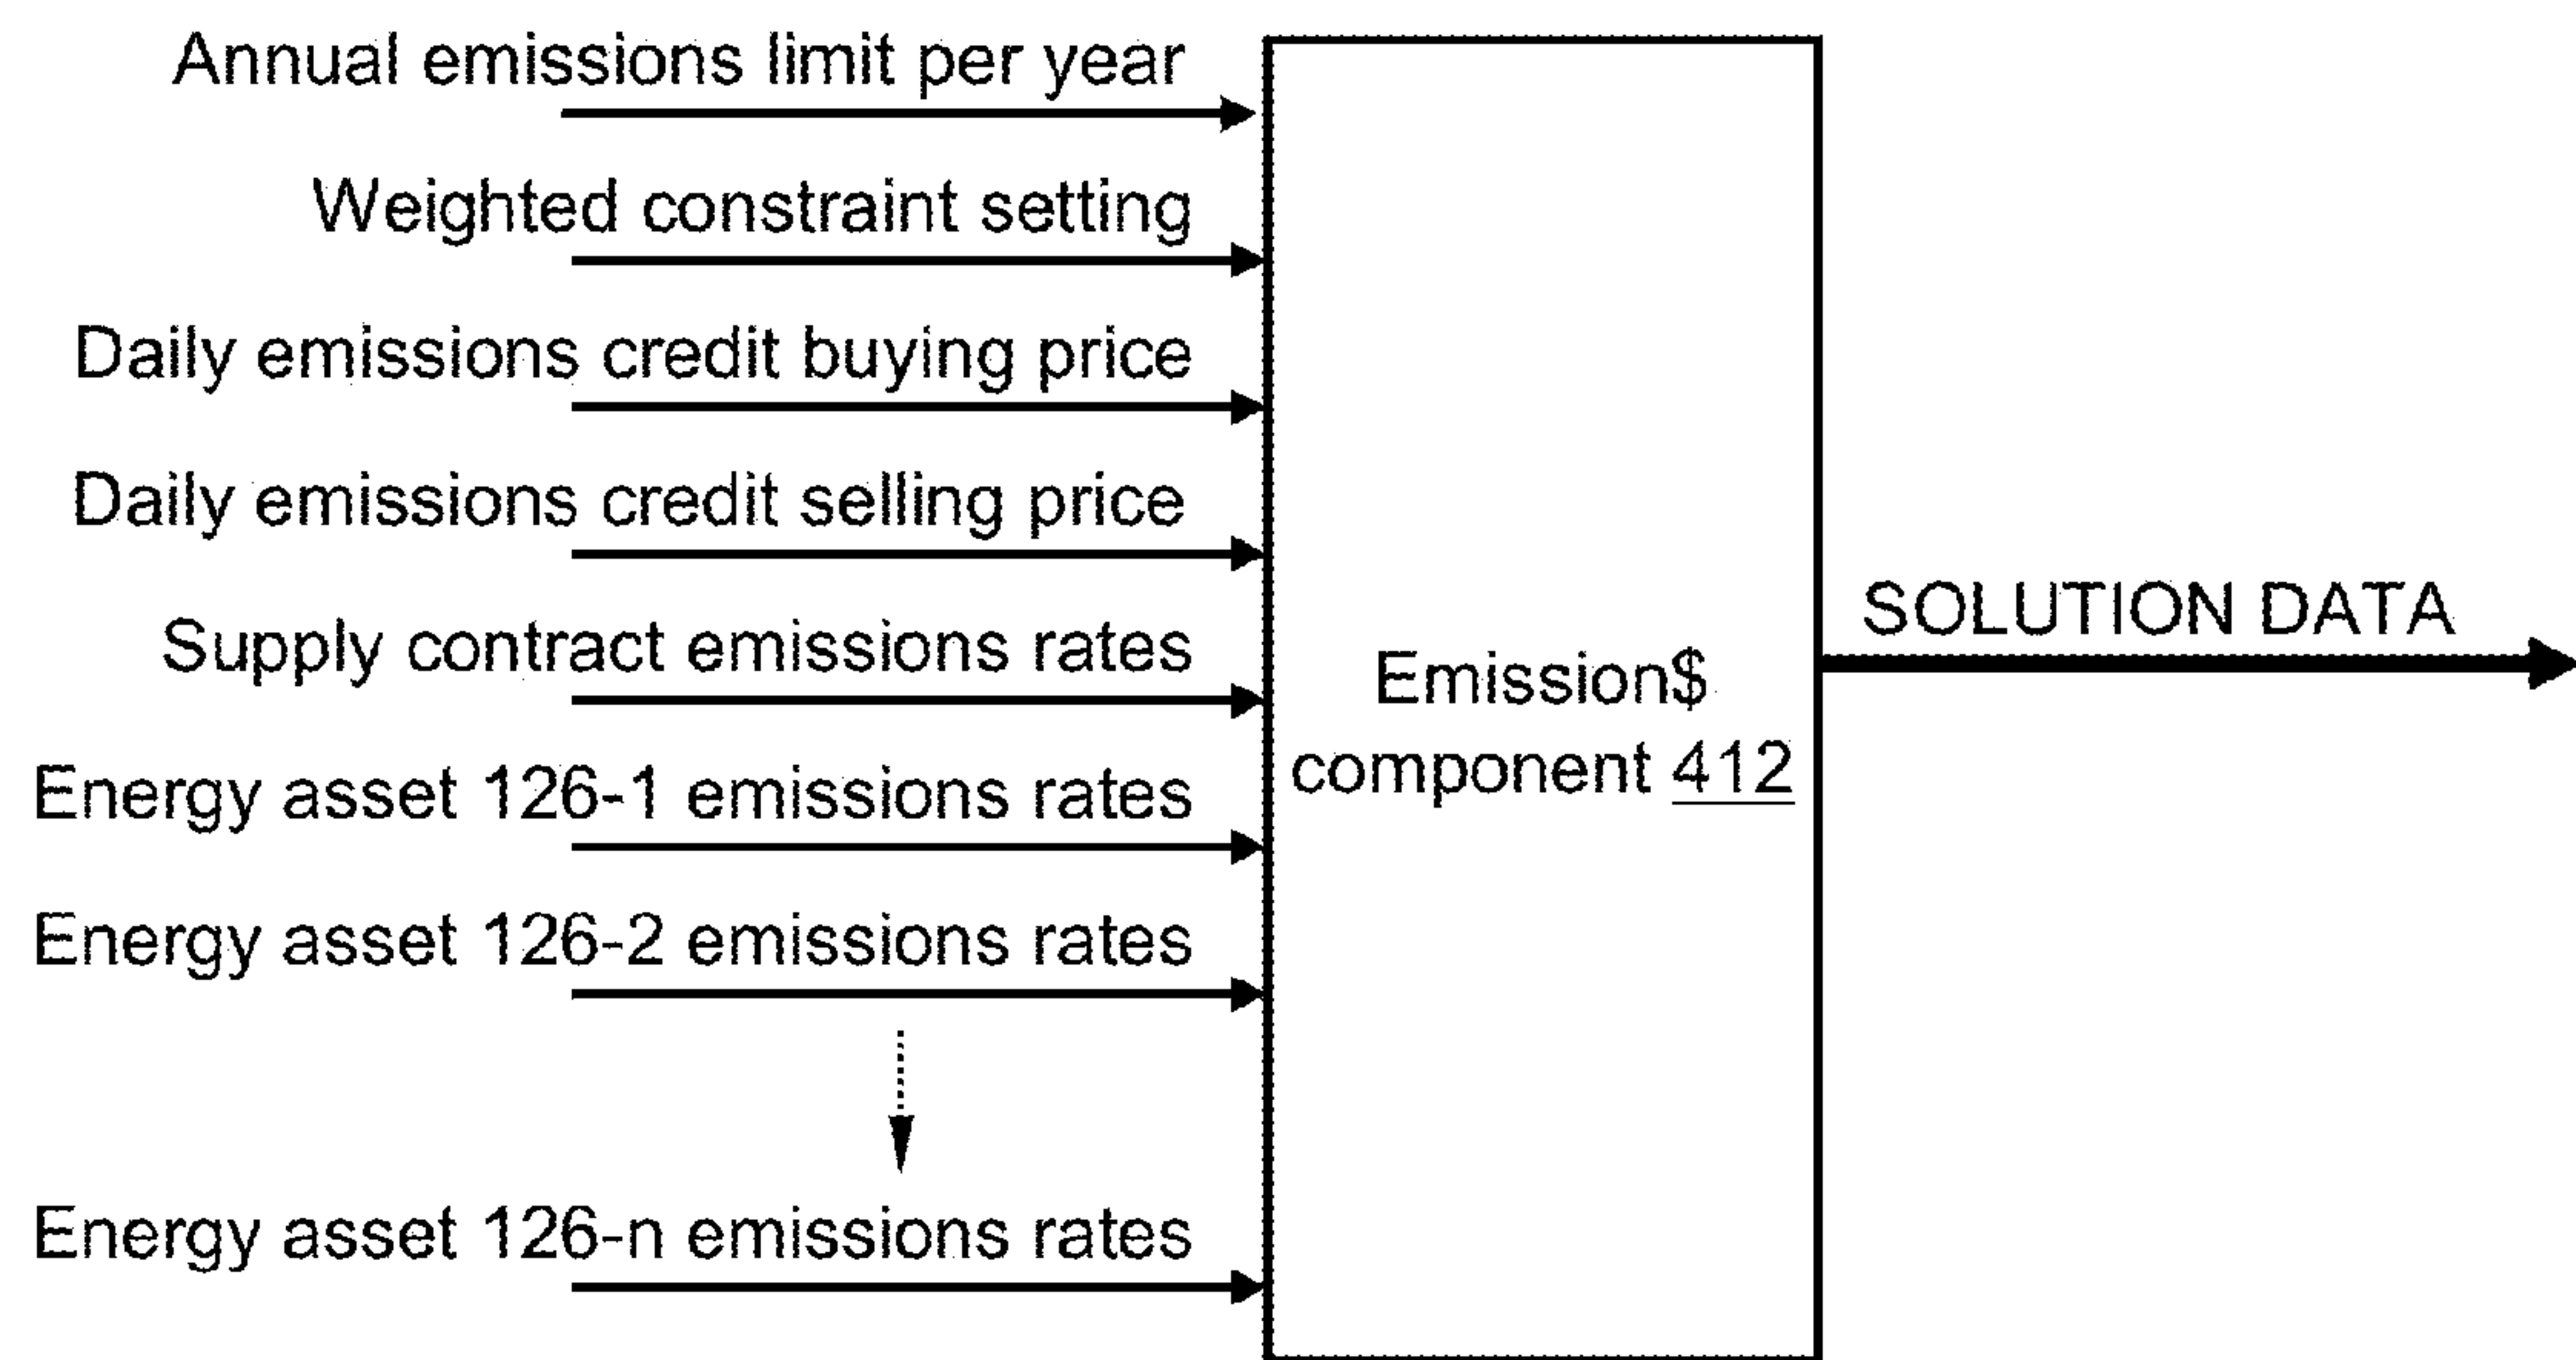 Annual emissions limit per year
Weighted constraint setting
Daily emissions credit buying price
Daily emissions credit selling price
Supply contract emissions rates
Energy asset 126-1 emissions rates
Energy asset 126-2 emissions rates
Energy asset 126-n emissions rates
Emission$
component 412
SOLUTION DATA